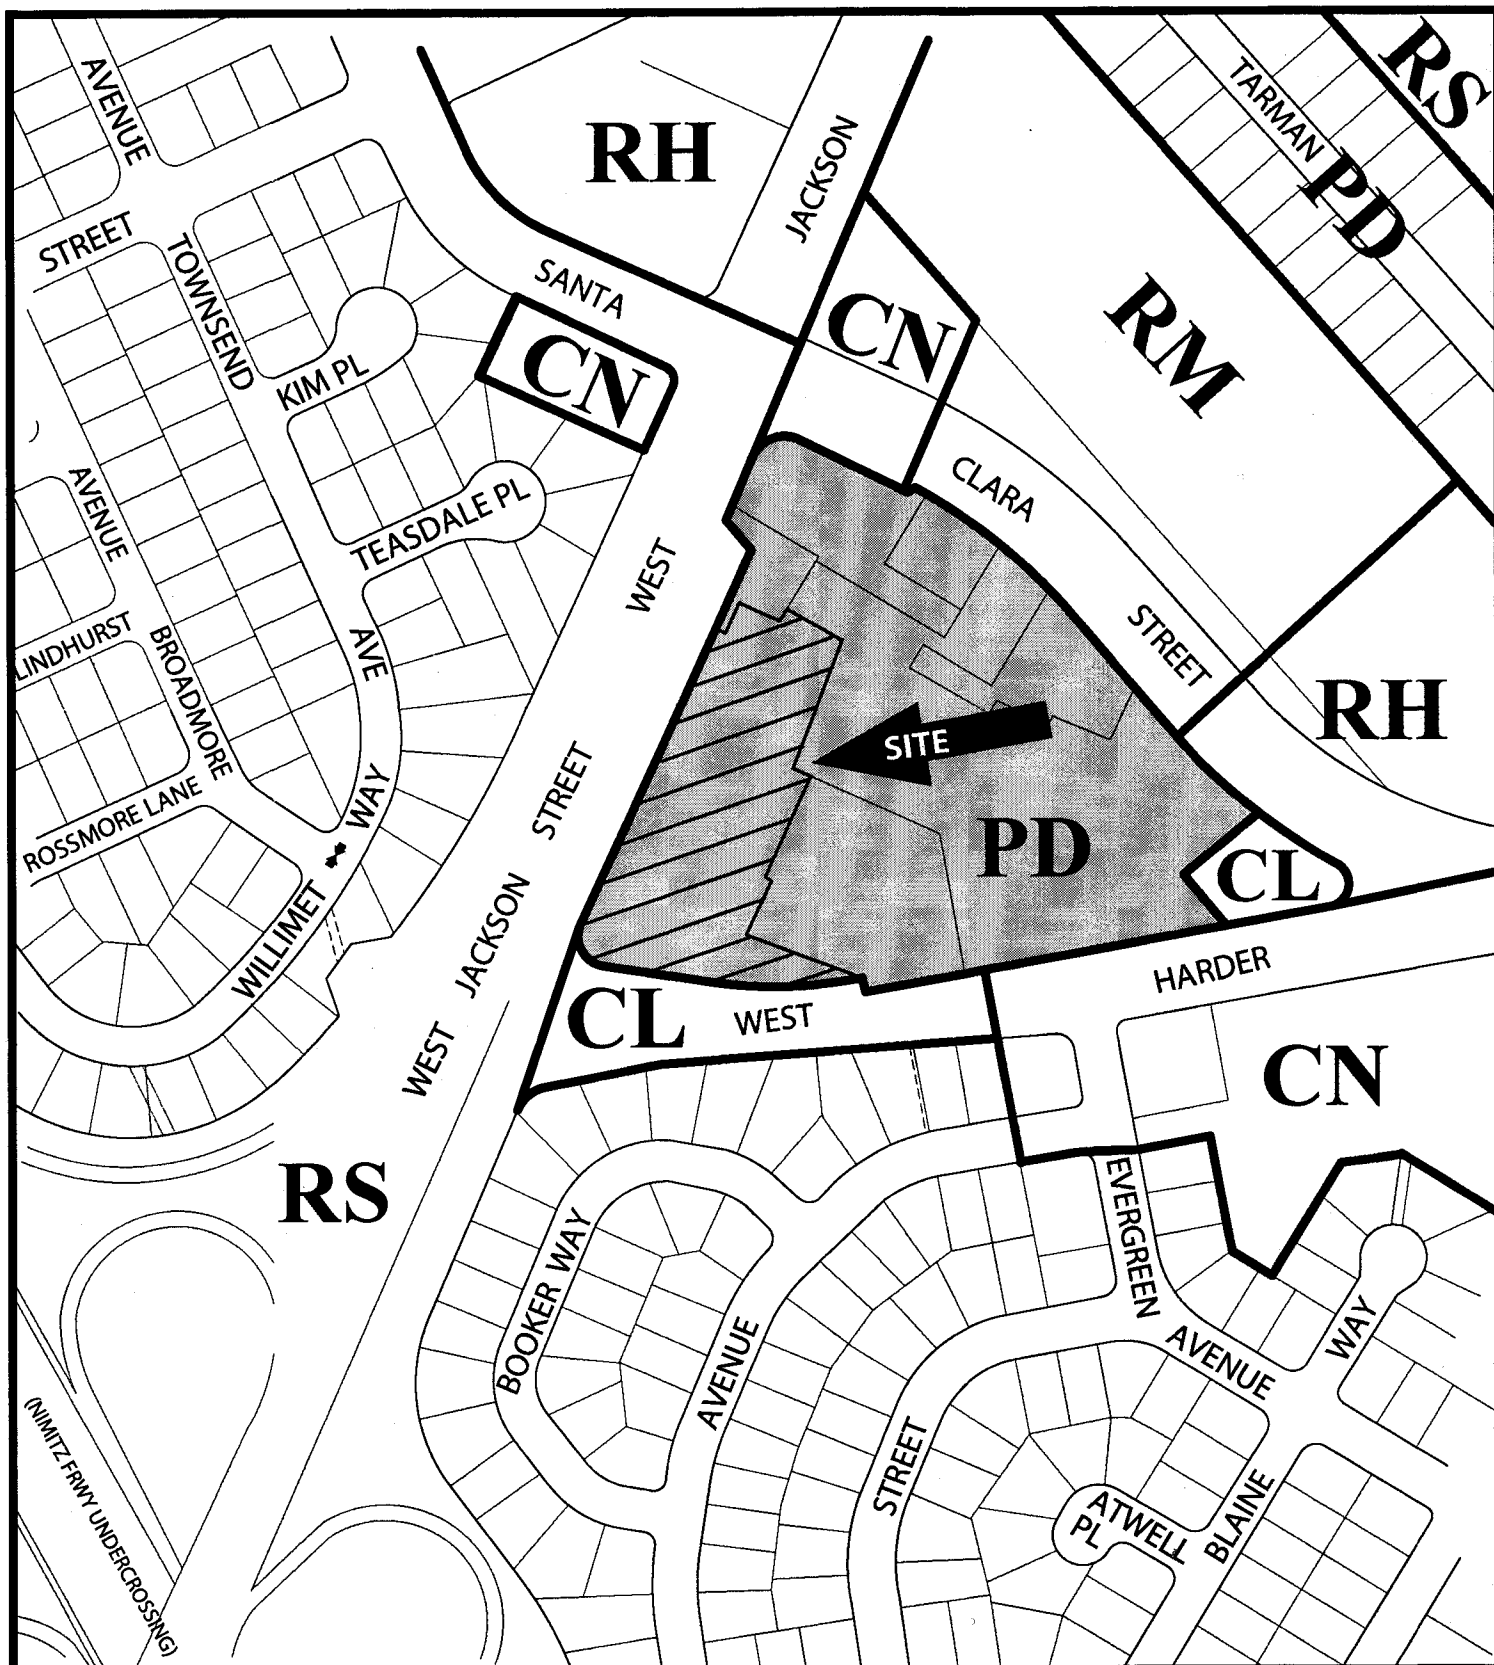 AVENUE
RH
JACKSON
TARMAN
RS
PD
STREET
TOWNSEND
SANTA
CN
CN
RM
KIM PL
AVENUE
TEASDALE PL
CLARA
WEST
STREET
LINDHURST
BROADMORE
AVE
RH
SITE
STREET
WAY
ROSSMORE LANE
PD
CL
WILLIMET
JACKSON
HARDER
CL
WEST
WEST
CN
RS
EVERGREEN
BOOKER WAY
AVENUE
AVENUE
WAY
STREET
(NIMITZ FRWY UNDERCROSSING)
ATWELL
PL
BLAINE